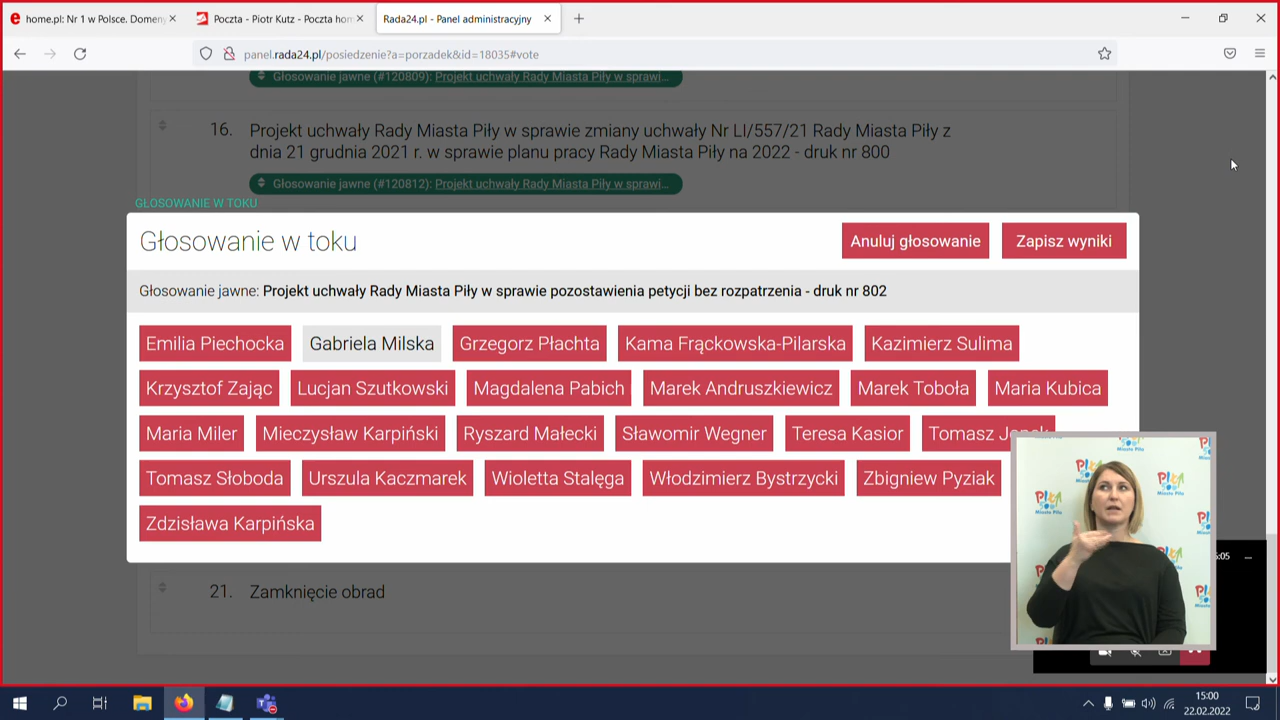 home.pl: Nr 1 w Polsce. Domeny
Poczta - Piotr Kutz - Poczta hom
Rada24.pl - Panel administracyjny
panel.rada24.pl/posiedzenie?a=porzadek&id=18035#vote
Głosowanie jawne (#120809): Projekt uchwały Rady Miasta Piły w sprawi...
16. Projekt uchwały Rady Miasta Piły w sprawie zmiany uchwały Nr LI/557/21 Rady Miasta Piły z
dnia 21 grudnia 2021 r. w sprawie planu pracy Rady Miasta Piły na 2022 - druk nr 800
Głosowanie jawne (#120812): Projekt uchwały Rady Miasta Piły w sprawi...
GŁOSOWANIE W TOKU
Głosowanie w toku
Anuluj głosowanie
Zapisz wyniki
Głosowanie jawne: Projekt uchwały Rady Miasta Piły w sprawie pozostawienia petycji bez rozpatrzenia - druk nr 802
Emilia Piechocka Gabriela Milska Grzegorz Płachta Kama Frąckowska-Pilarska Kazimierz Sulima
Krzysztof Zając Lucjan Szutkowski Magdalena Pabich Marek Andruszkiewicz Marek Toboła Maria Kubica
Maria Miler Mieczysław Karpiński Ryszard Małecki Sławomir Wegner Teresa Kasior Tomasz
Tomasz Słoboda Urszula Kaczmarek Wioletta Stalęga Włodzimierz Bystrzycki Zbigniew Pyziak
Zdzisława Karpińska
21. Zamknięcie obrad
PIŁA
Miasto Piła
:05
15:00
22.02.2022